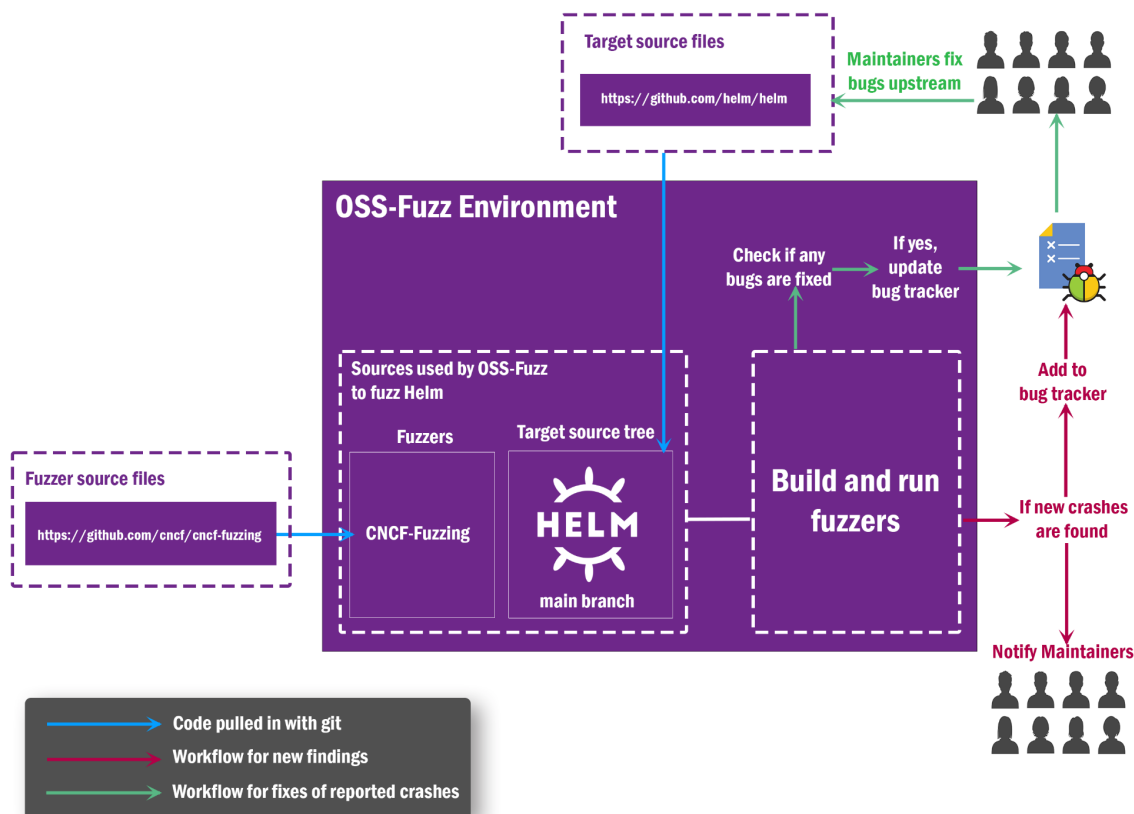 Target source files
https://github.com/helm/helm
Maintainers fix
bugs upstream
OSS-Fuzz Environment
Check if any
bugs are fixed
If yes,
update
bug tracker
Sources used by OSS-Fuzz
to fuzz Helm
Fuzzers
CNCF-Fuzzing
Target source tree
HELM
main branch
Build and run
fuzzers
Add to
bug tracker
If new crashes
are found
Notify Maintainers
Fuzzer source files
https://github.com/cncf/cncf-fuzzing
Code pulled in with git
Workflow for new findings
Workflow for fixes of reported crashes